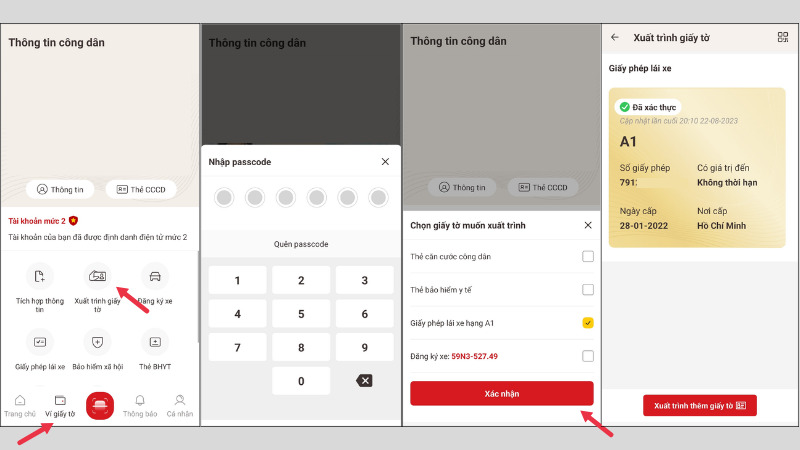 Thông tin công dân
Thông tin
Thẻ CCCD
Tài khoản mức 2
Tài khoản của bạn đã được định danh điện tử mức 2
Tích hợp thông tin
Xuất trình giấy tờ
Đăng ký xe
Giấy phép lái xe
Bảo hiểm xã hội
Thẻ BHYT
Trang chủ
Ví giấy tờ
Thông báo
Cá nhân
Thông tin công dân
Nhập passcode
Quên passcode
1 2 3
4 5 6
7 8 9
0
Thông tin công dân
Thông tin
Thẻ CCCD
Chọn giấy tờ muốn xuất trình
Thẻ căn cước công dân
Thẻ bảo hiểm y tế
Giấy phép lái xe hạng A1
Đăng ký xe: 59N3-527.49
Xác nhận
Xuất trình giấy tờ
Giấy phép lái xe
Đã xác thực
Cập nhật lần cuối 20:10 22-08-2023
A1
Số giấy phép
Có giá trị đến
791
Không thời hạn
Ngày cấp
Nơi cấp
28-01-2022
Hồ Chí Minh
Xuất trình thêm giấy tờ